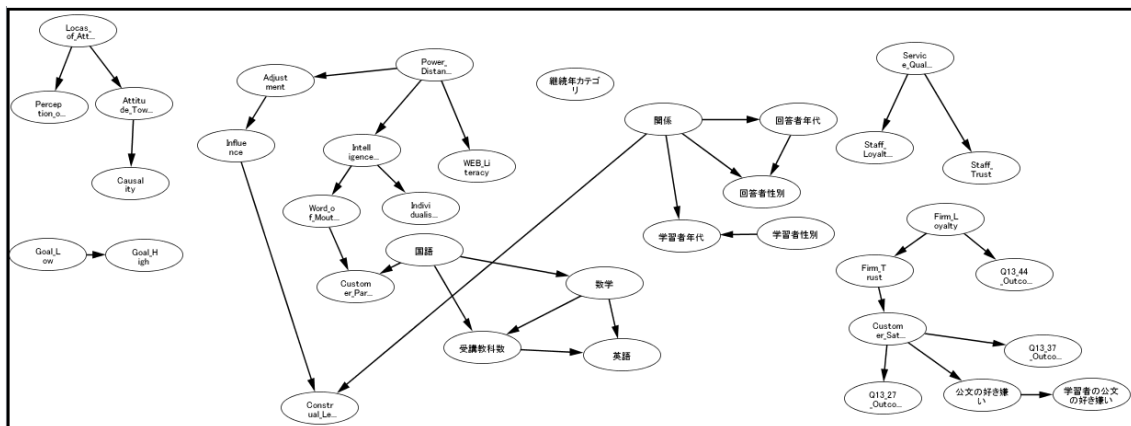 Locas_
of_Att...
Percep
tion_o...
Attitu
de_Tow...
Causal
ity
Goal_L
ow
Goal_H
igh
Power_
Distan...
Adjust
ment
Influe
nce
Intell
igence...
WEB_Li
teracy
Word_o
f_Mout...
Indivi
dualis...
国語
Custom
er_Par...
数学
受講教科数
英語
Constr
ual_Le...
継続年カテゴ
リ
関係
回答者年代
回答者性別
学習者年代
学習者性別
Servic
e_Qual...
Staff_
Loyalt...
Staff_
Trust
Firm_L
oyalty
Firm_T
rust
Q13_44
_Outco...
Custom
er_Sat...
Q13_37
_Outco...
Q13_27
_Outco...
公文の好き嫌
い
学習者の公文
の好き嫌い